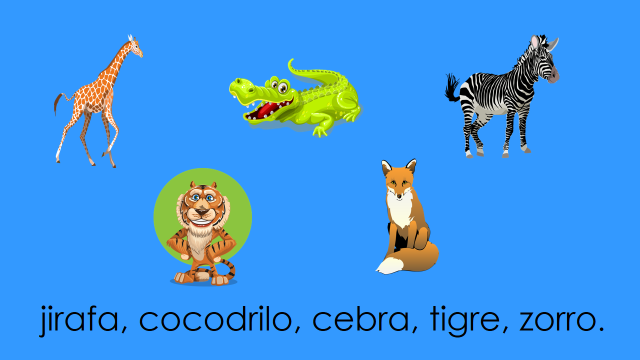 jirafa, cocodrilo, cebra, tigre, zorro.